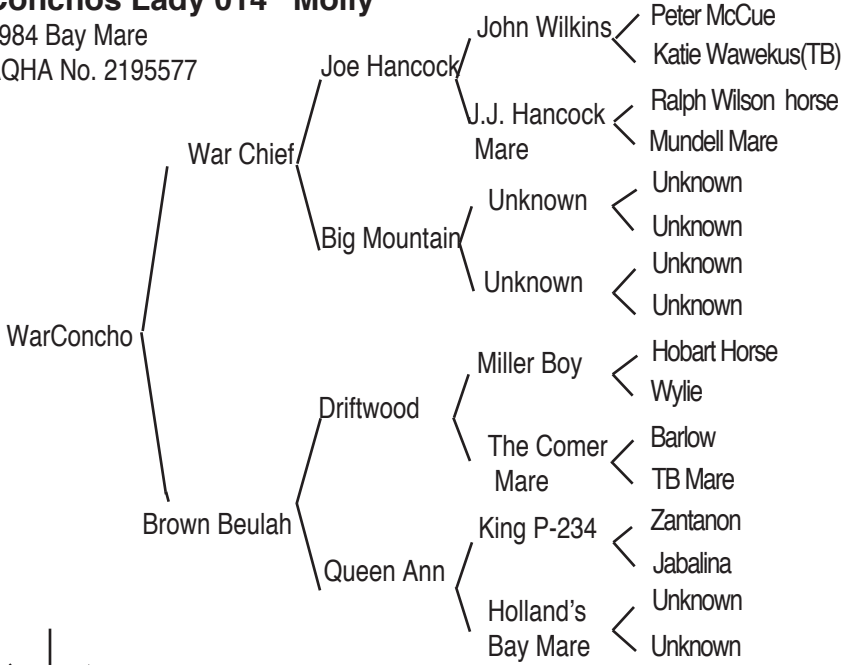 Conchos Lady 014 "Molly"
984 Bay Mare
QHA No. 2195577
WarConcho
War Chief
Brown Beulah
Joe Hancock
Big Mountain
Driftwood
Queen Ann
John Wilkins
J.J. Hancock
Mare
Unknown
Unknown
Miller Boy
The Comer
Mare
King P-234
Holland's
Bay Mare
Peter McCue
Katie Wawekus(TB)
Ralph Wilson horse
Mundell Mare
Unknown
Unknown
Unknown
Unknown
Hobart Horse
Wylie
Barlow
TB Mare
Zantanon
Jabalina
Unknown
Unknown